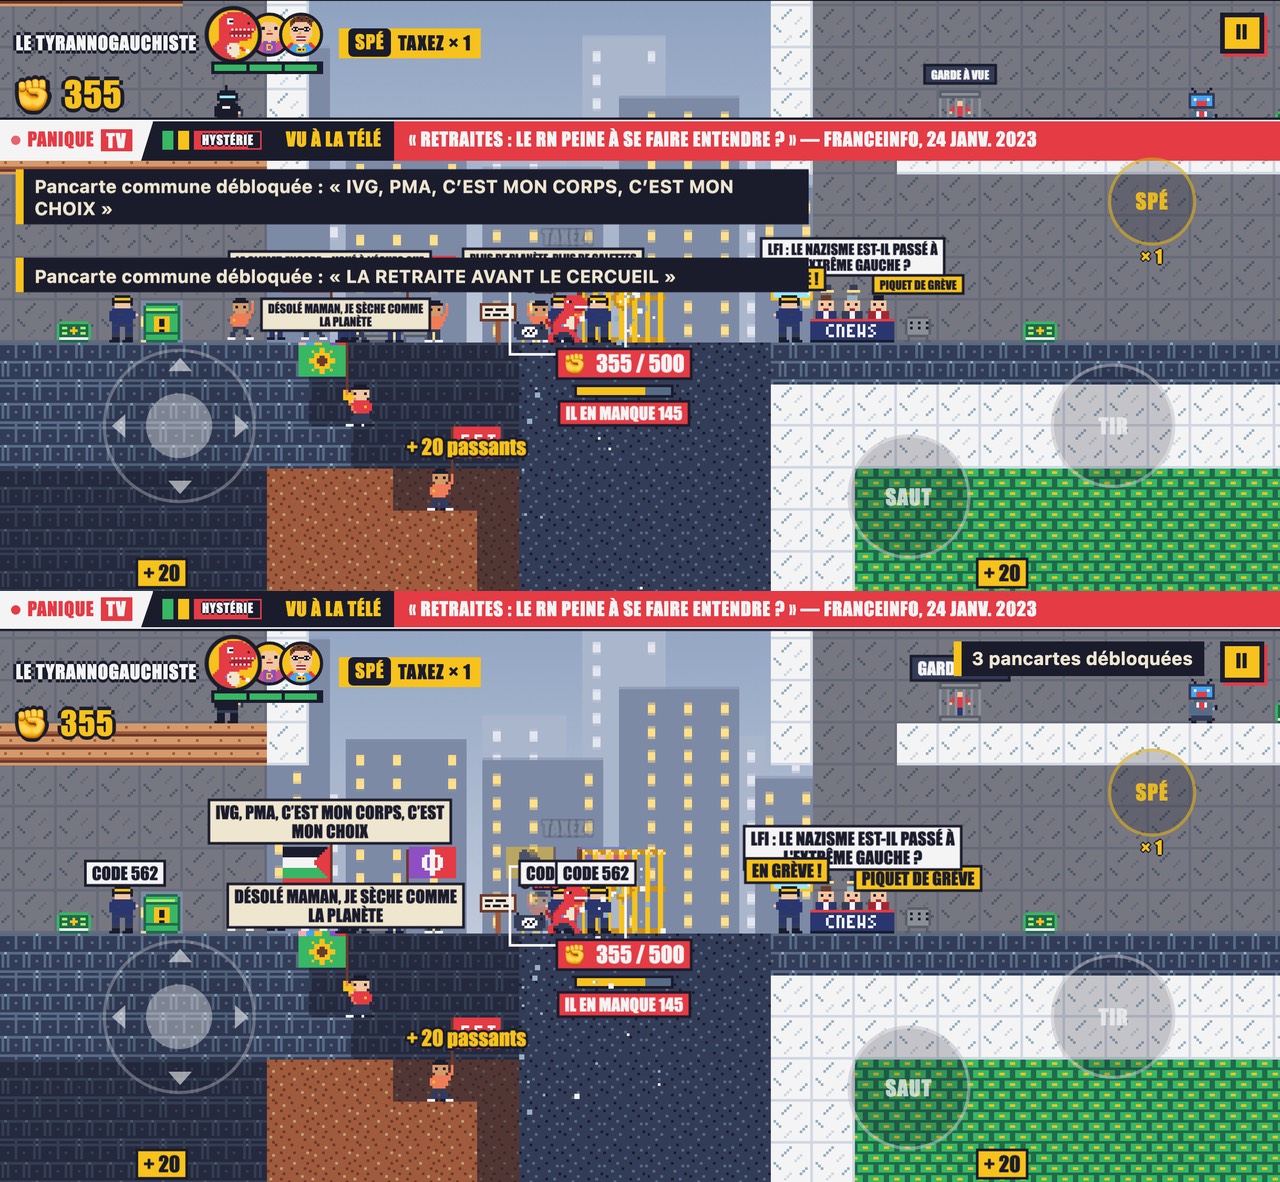 LE TYRANNOGAUCHISTE
SPÉ TAXEZ × 1
355
GARDE À VUE
PANIQUE TV
HYSTÉRIE
VU À LA TÉLÉ
« RETRAITES : LE RN PEINE À SE FAIRE ENTENDRE ? » — FRANCEINFO, 24 JANV. 2023
Pancarte commune débloquée : « IVG, PMA, C’EST MON CORPS, C’EST MON
CHOIX »
SPÉ
× 1
TAXEZ
LFI : LE NAZISME EST-IL PASSÉ À
L'EXTRÊME GAUCHE ?
Pancarte commune débloquée : « LA RETRAITE AVANT LE CERCUEIL »
PIQUET DE GRÈVE
DÉSOLÉ MAMAN, JE SÈCHE COMME
LA PLANÈTE
CNEWS
355 / 500
IL EN MANQUE 145
+ 20 passants
TIR
SAUT
+ 20
+ 20
PANIQUE TV
HYSTÉRIE
VU À LA TÉLÉ
« RETRAITES : LE RN PEINE À SE FAIRE ENTENDRE ? » — FRANCEINFO, 24 JANV. 2023
LE TYRANNOGAUCHISTE
SPÉ TAXEZ × 1
GARD
3 pancartes débloquées
355
SPÉ
× 1
IVG, PMA, C’EST MON CORPS, C’EST
MON CHOIX
TAXEZ
LFI : LE NAZISME EST-IL PASSÉ À
L'EXTRÊME GAUCHE ?
CODE 562
COD
CODE 562
EN GRÈVE !
PIQUET DE GRÈVE
DÉSOLÉ MAMAN, JE SÈCHE COMME
LA PLANÈTE
CNEWS
355 / 500
IL EN MANQUE 145
+ 20 passants
TIR
SAUT
+ 20
+ 20